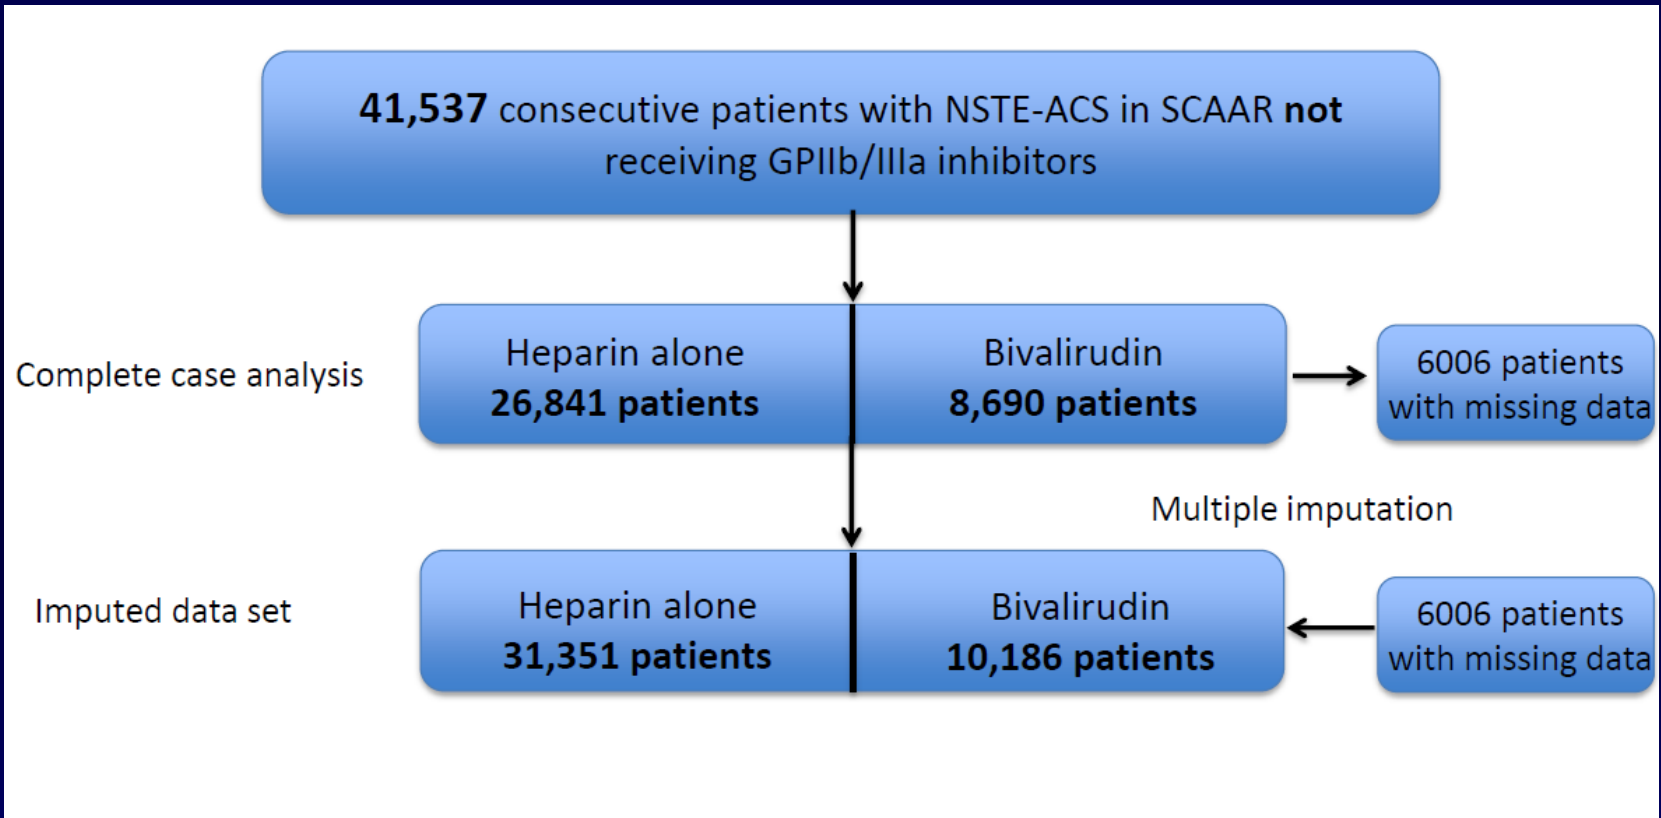 41,537 consecutive patients with NSTE-ACS in SCAAR not
receiving GPIIb/IIIa inhibitors
Complete case analysis
Heparin alone
26,841 patients
Bivalirudin
8,690 patients
6006 patients
with missing data
Multiple imputation
Imputed data set
Heparin alone
31,351 patients
Bivalirudin
10,186 patients
6006 patients
with missing data